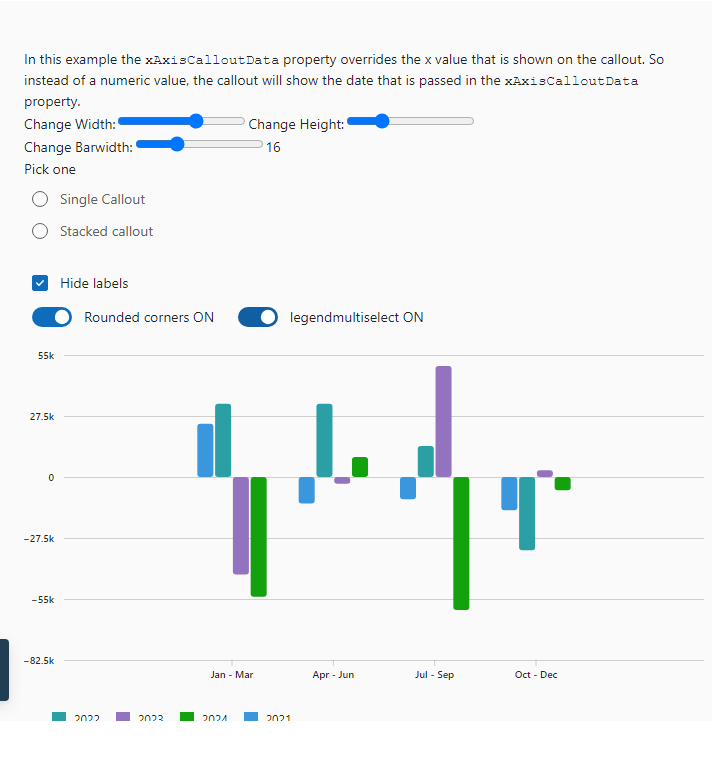 In this example the xAxisCalloutData property overrides the x value that is shown on the callout. So
instead of a numeric value, the callout will show the date that is passed in the xAxisCalloutData
property.
Change Width: Change Height:
Change Barwidth: 16
Pick one
Single Callout
Stacked callout
Hide labels
Rounded corners ON legendmultiselect ON
55k
27.5k
0
−27.5k
−55k
−82.5k
Jan - Mar Apr - Jun Jul - Sep Oct - Dec
2022 2023 2024 2021